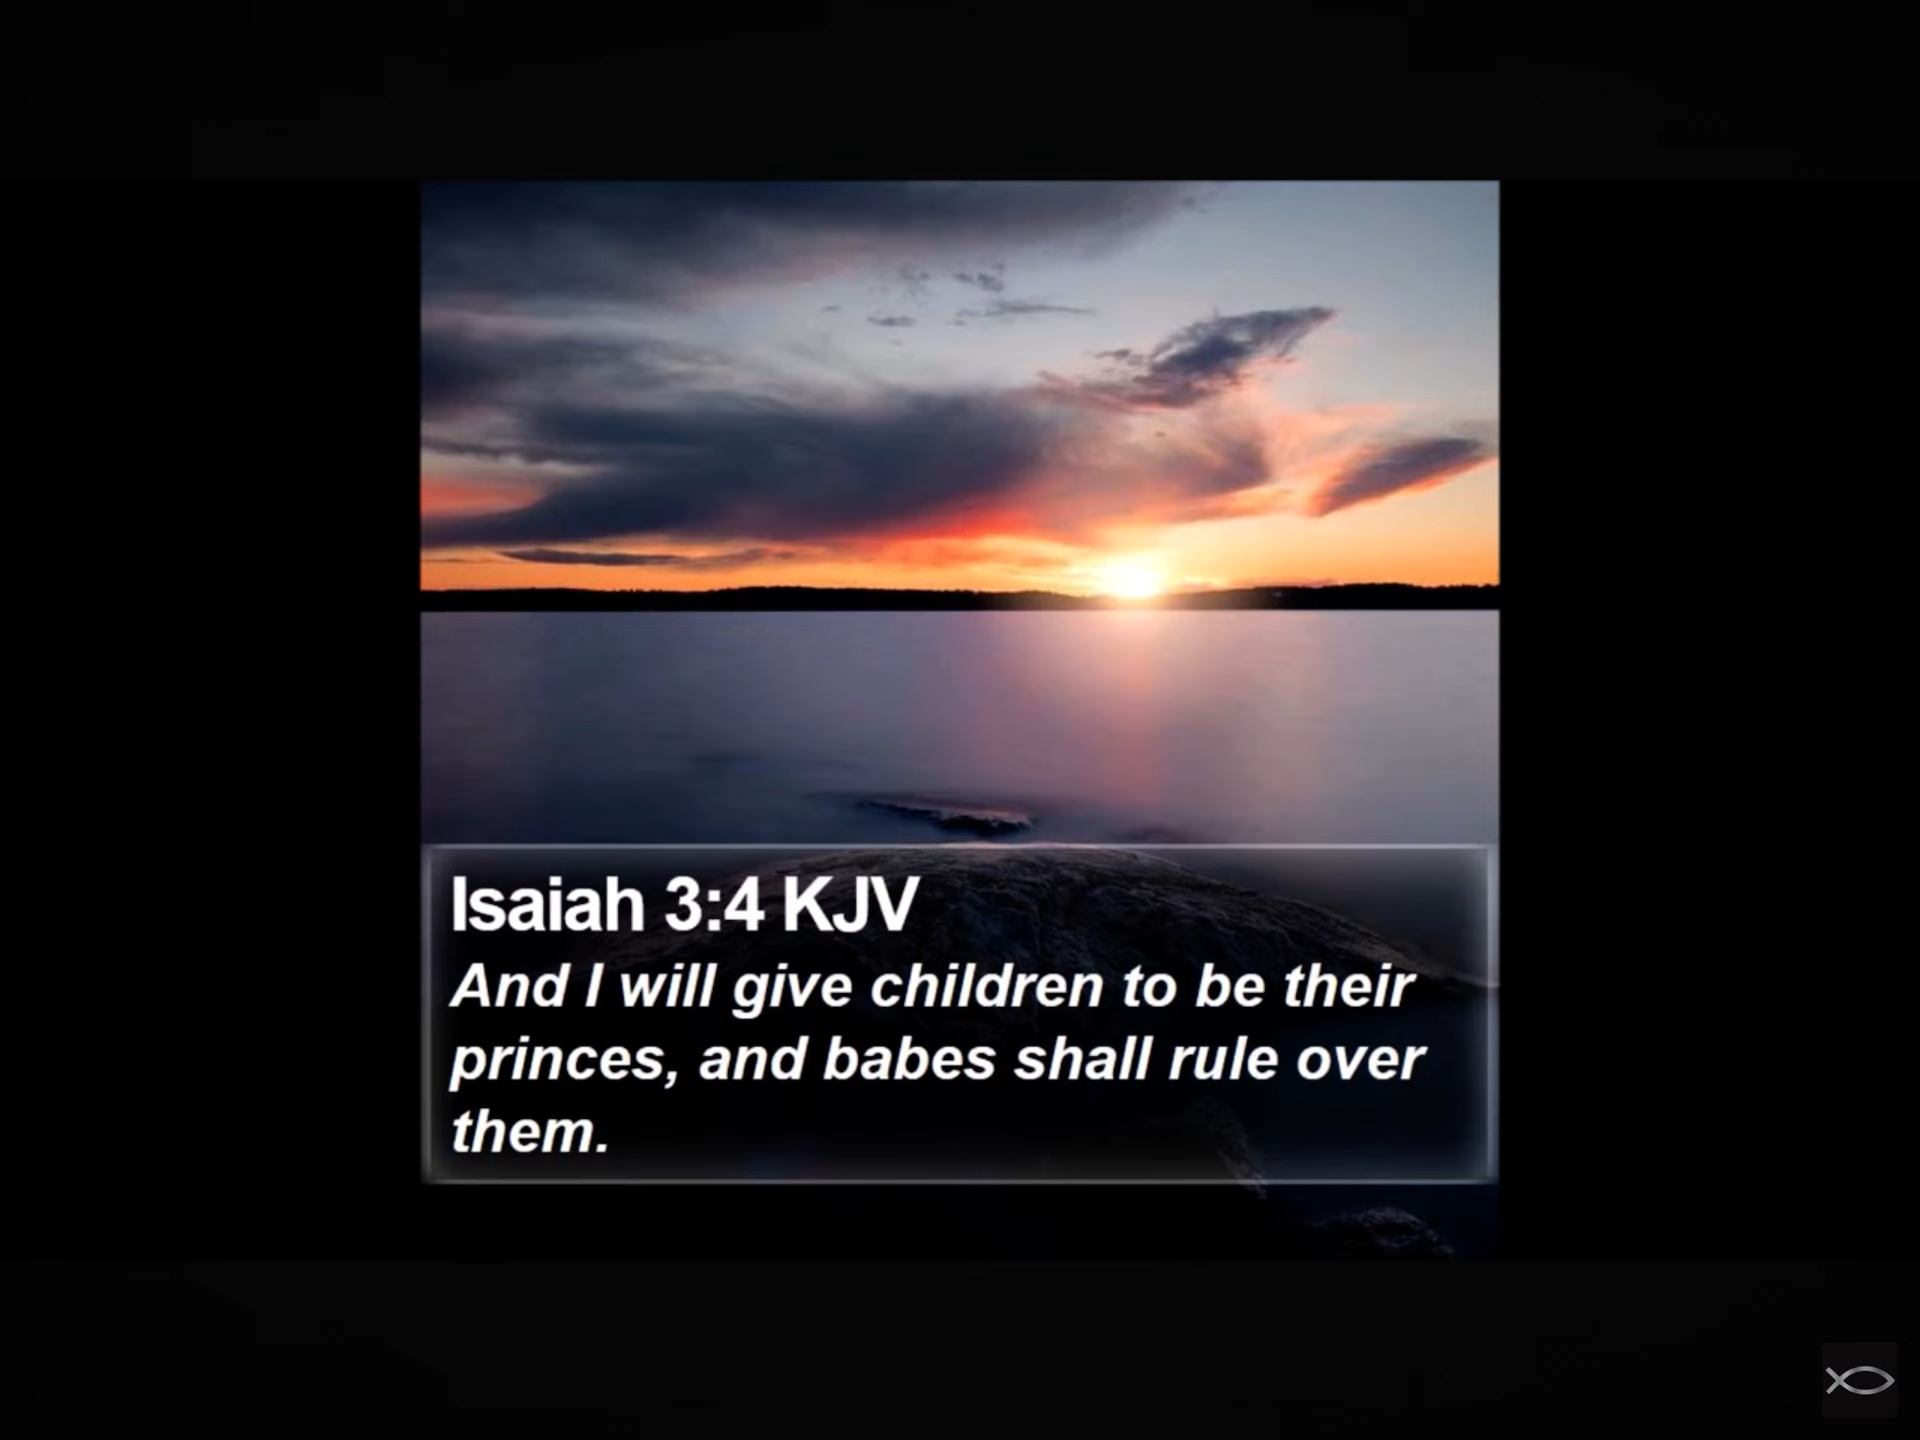 Isaiah 3:4 KJV
And I will give children to be their
princes, and babes shall rule over
them.